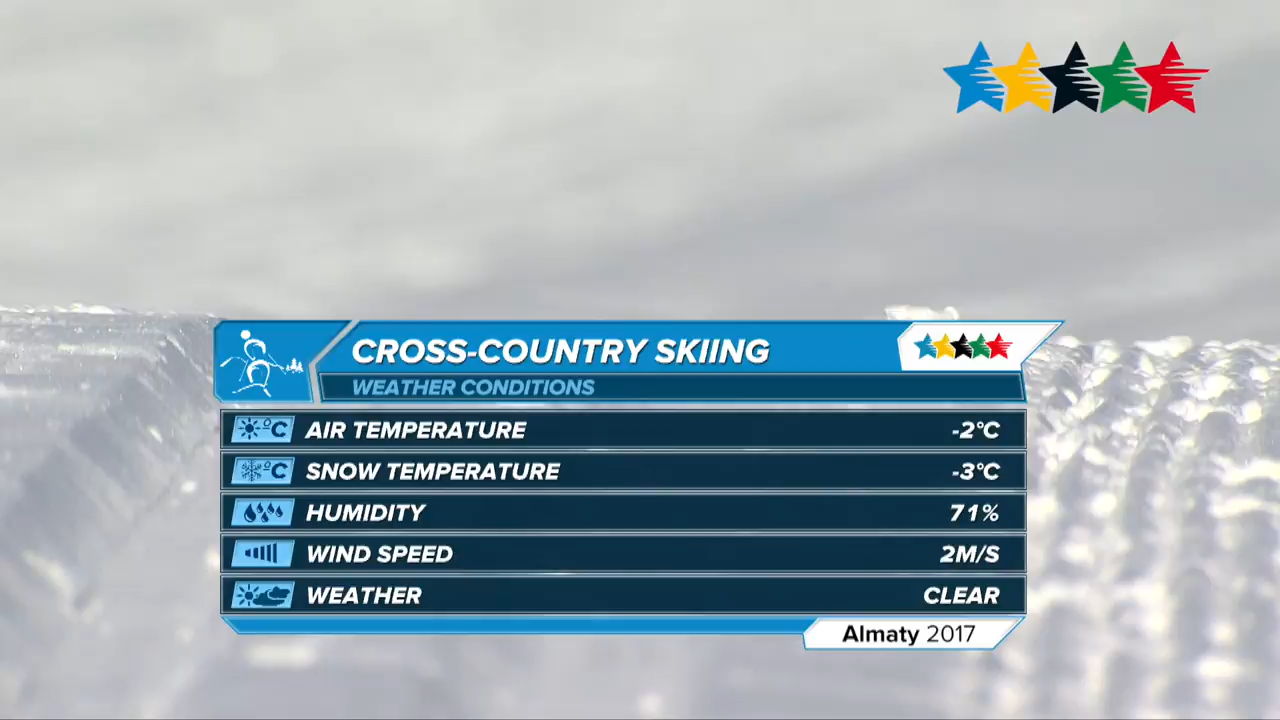 CROSS-COUNTRY SKIING
WEATHER CONDITIONS
°C AIR TEMPERATURE -2°C
°C SNOW TEMPERATURE -3°C
HUMIDITY 71%
WIND SPEED 2M/S
WEATHER CLEAR
Almaty 2017